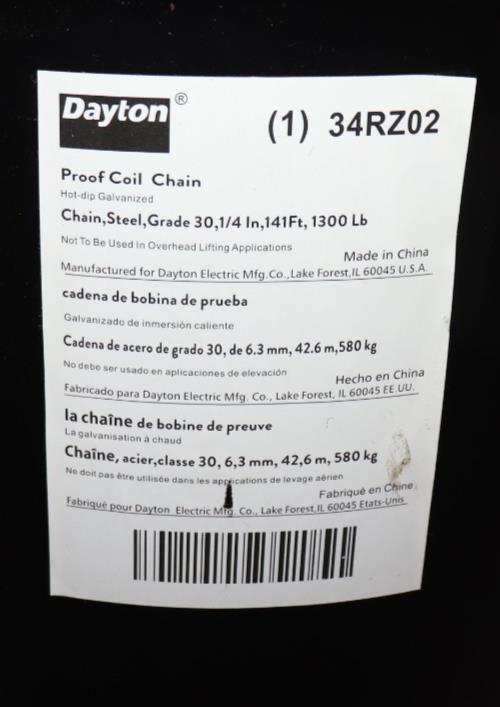 Dayton®
(1) 34RZ02
Proof Coil Chain
Hot-dip Galvanized
Chain,Steel,Grade 30,1/4 In,141Ft, 1300 Lb
Not To Be Used In Overhead Lifting Applications
Made in China
Manufactured for Dayton Electric Mfg.Co.,Lake Forest,IL 60045 U.S.A.
cadena de bobina de prueba
Galvanizado de inmersión caliente
Cadena de acero de grado 30, de 6.3 mm, 42.6 m,580 kg
No debe ser usado en aplicaciones de elevación
Hecho en China
Fabricado para Dayton Electric Mfg. Co., Lake Forest, IL 60045 EE.UU.
la chaîne de bobine de preuve
La galvanisation à chaud
Chaîne, acier,classe 30, 6,3 mm, 42,6 m, 580 kg
Ne doit pas être utilisée dans les applications de levage aérien
Fabriqué en Chine
Fabriqué pour Dayton Electric Mfg. Co., Lake Forest,IL 60045 Etats-Unis